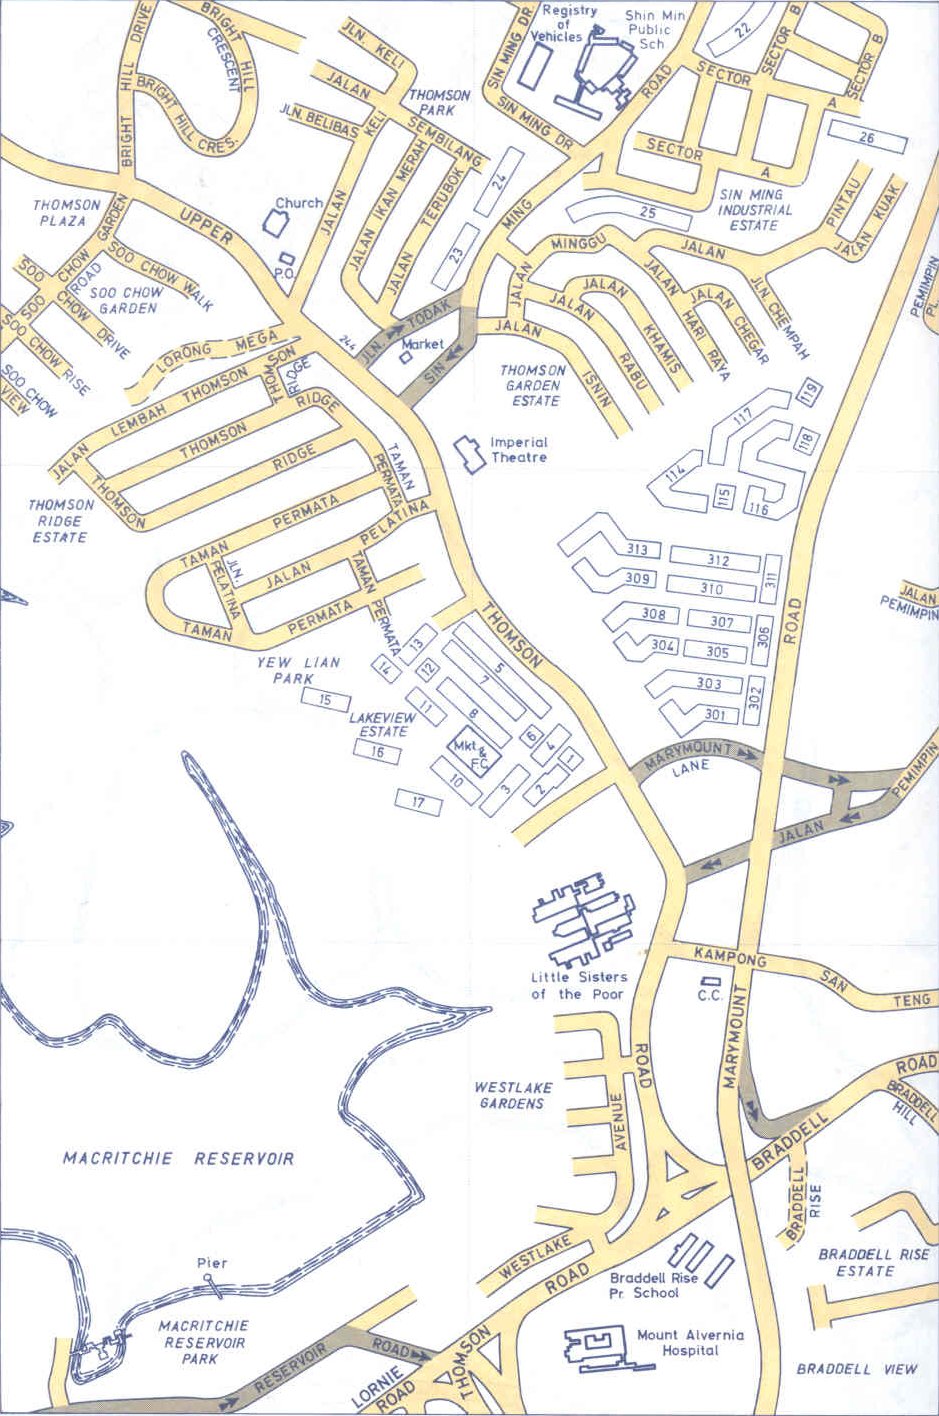 BRIGHT HILL DRIVE
BRIGHT HILL
CRESCENT
BRIGHT HILL CRES.
JLN. KELI
JALAN
KELI
JLN. BELIBAS
THOMSON
PARK
SEMBILANG
SIN MING DR
Registry
of
Vehicles
Shin Min
Public
Sch
SIN MING DR
ROAD
22
SECTOR
A
SECTOR B
SECTOR B
26
SECTOR
A
THOMSON
PLAZA
UPPER
Church
P.O.
JALAN
JALAN IKAN MERAH
JALAN TERUBOK
24
23
MING
25
SIN MING
INDUSTRIAL
ESTATE
PINTAU
JALAN KUAK
MINGGU
JALAN
SOO CHOW GARDEN
ROAD
SOO CHOW WALK
SOO
SOO CHOW DRIVE
SOO CHOW
GARDEN
SOO CHOW RISE
SOO CHOW
VIEW
LORONG MEGA
244
JLN. TODAK
Market
SIN
JALAN
JALAN
JALAN RABU
JALAN KHAMIS
JALAN HARI RAYA
JALAN CHEGAR
JLN. CHEMPAH
ISNIN
PEMIMPIN
PL.
THOMSON
GARDEN
ESTATE
JALAN LEMBAH THOMSON
THOMSON
RIDGE
THOMSON RIDGE
RIDGE
THOMSON
THOMSON
RIDGE
ESTATE
TAMAN
PERMATA
Imperial
Theatre
119
117
118
114
115
116
TAMAN PERMATA
JALAN PELATINA
JLN.
PELATINA
TAMAN PERMATA
TAMAN PERMATA
313
312
311
309
310
308
307
306
304
305
303
302
301
ROAD
JALAN
PEMIMPIN
THOMSON
YEW LIAN
PARK
13
14
12
11
15
LAKEVIEW
ESTATE
16
17
5
7
8
Mkt.
&
F.C.
6
4
1
10
3
2
MARYMOUNT
LANE
PEMIMPIN
JALAN
Little Sisters
of the Poor
KAMPONG
SAN
TENG
C.C.
MARYMOUNT
ROAD
ROAD
BRADDELL
HILL
WESTLAKE
GARDENS
AVENUE
BRADDELL
BRADDELL
RISE
MACRITCHIE RESERVOIR
Pier
MACRITCHIE
RESERVOIR
PARK
WESTLAKE
ROAD
Braddell Rise
Pr. School
BRADDELL RISE
ESTATE
RESERVOIR
ROAD
THOMSON
LORNIE
ROAD
Mount Alvernia
Hospital
BRADDELL VIEW